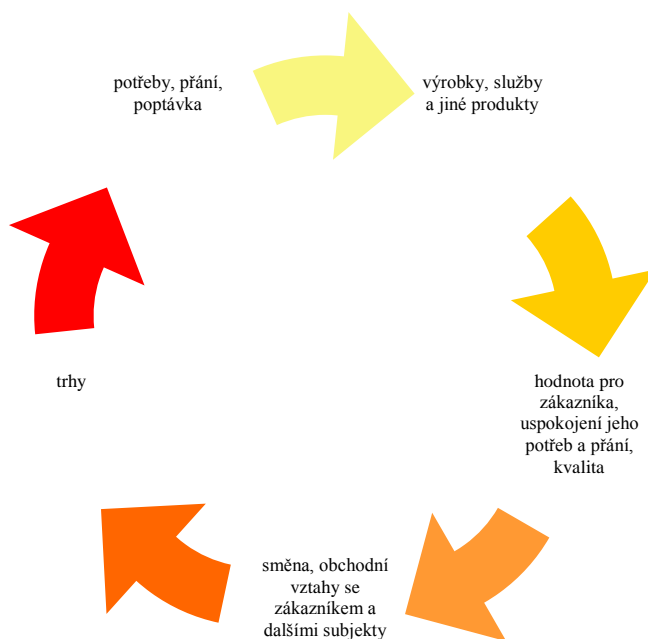 potřeby, přání,
poptávka
výrobky, služby
a jiné produkty
hodnota pro
zákazníka,
uspokojení jeho
potřeb a přání,
kvalita
směna, obchodní
vztahy se
zákazníkem a
dalšími subjekty
trhy